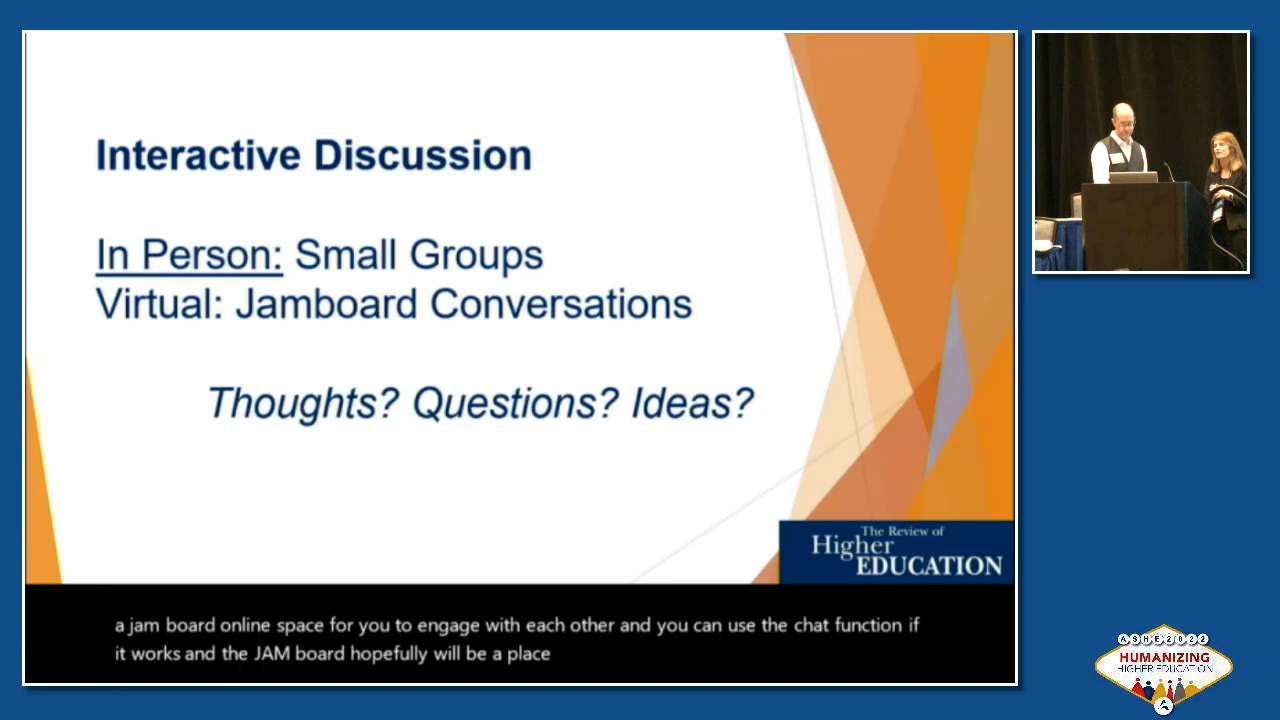 Interactive Discussion
In Person: Small Groups
Virtual: Jamboard Conversations
Thoughts? Questions? Ideas?
The Review of
Higher
EDUCATION
a jam board online space for you to engage with each other and you can use the chat function if
it works and the JAM board hopefully will be a place
ASHE2022
HUMANIZING
HIGHER EDUCATION
A